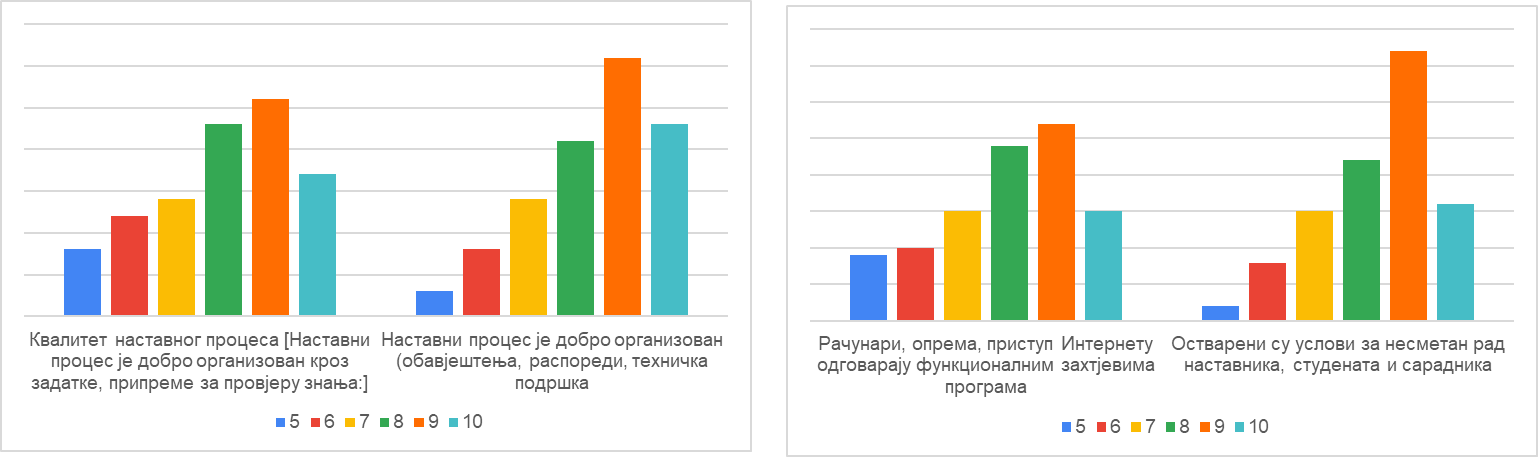 Квалитет наставног процеса [Наставни
процес је добро организован кроз
задатке, припреме за провјеру знања:]
Наставни процес је добро организован
(обавјештења, распореди, техничка
подршка
5 6 7 8 9 10
Рачунари, опрема, приступ Интернету
одговарају функционалним захтјевима
програма
Остварени су услови за несметан рад
наставника, студената и сарадника
5 6 7 8 9 10